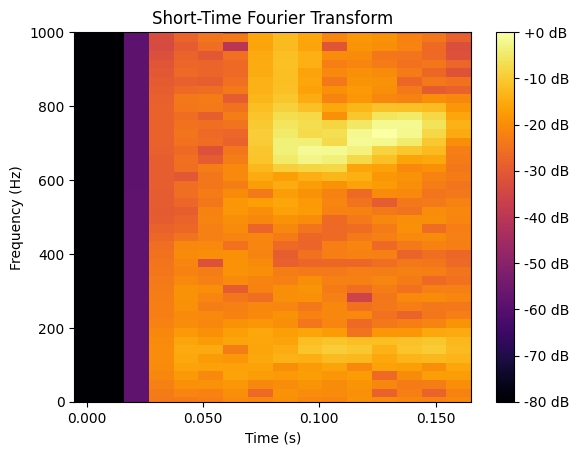 Short-Time Fourier Transform
1000
800
600
400
200
0
Frequency (Hz)
0.000
0.050
0.100
0.150
Time (s)
+0 dB
-10 dB
-20 dB
-30 dB
-40 dB
-50 dB
-60 dB
-70 dB
-80 dB